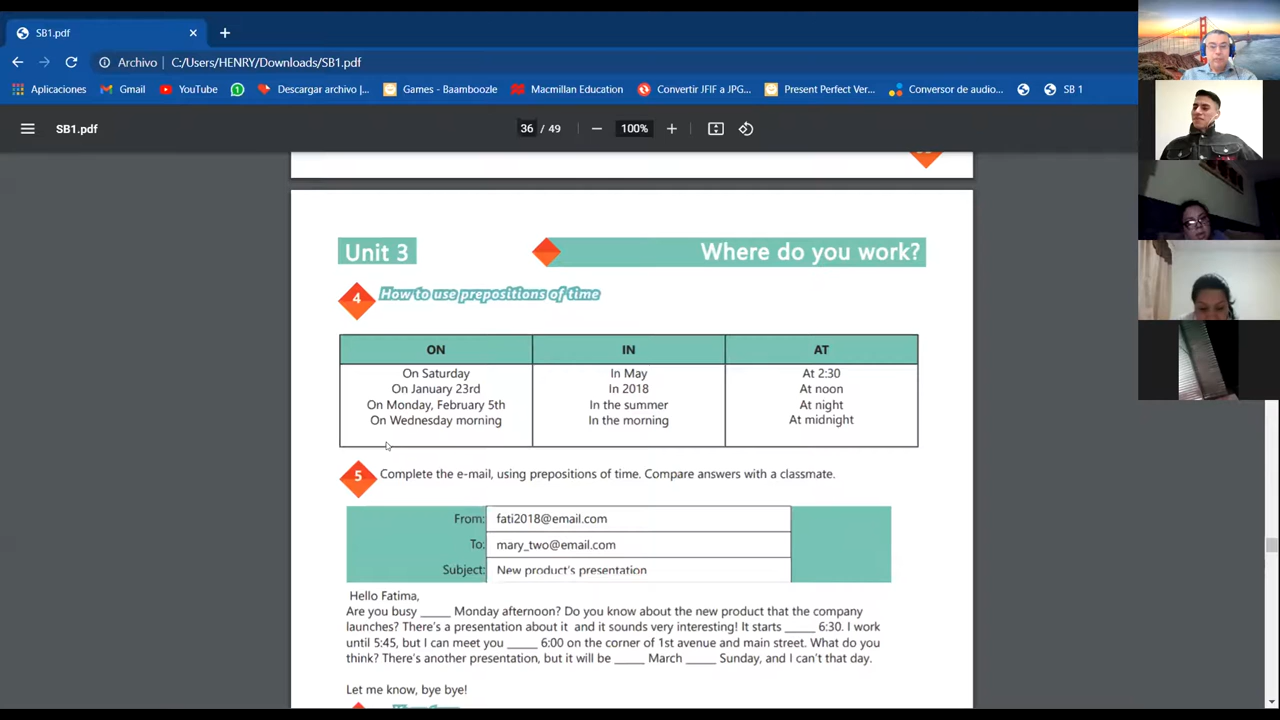 SB1.pdf
Archivo C:/Users/HENRY/Downloads/SB1.pdf
Aplicaciones Gmail YouTube Descargar archivo |... Games - Baamboozle Macmillan Education Convertir JFIF a JPG... Present Perfect Ver... Conversor de audio... SB 1
SB1.pdf 36 / 49 100%
Unit 3 Where do you work?
4 How to use prepositions of time
ON IN AT
On Saturday In May At 2:30
On January 23rd In 2018 At noon
On Monday, February 5th In the summer At night
On Wednesday morning In the morning At midnight
5 Complete the e-mail, using prepositions of time. Compare answers with a classmate.
From: fati2018@email.com
To: mary_two@email.com
Subject: New product's presentation
Hello Fatima,
Are you busy _____ Monday afternoon? Do you know about the new product that the company
launches? There's a presentation about it and it sounds very interesting! It starts _____ 6:30. I work
until 5:45, but I can meet you _____ 6:00 on the corner of 1st avenue and main street. What do you
think? There's another presentation, but it will be _____ March _____ Sunday, and I can't that day.
Let me know, bye bye!